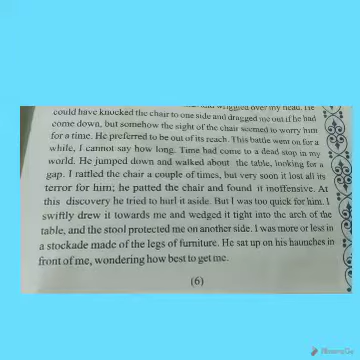 wriggled over my head. He
could have knocked the chair to one side and dragged me out if he had
come down, but somehow the sight of the chair seemed to worry him
for a time. He preferred to be out of its reach. This battle went on for a
while, I cannot say how long. Time had come to a dead stop in my
world. He jumped down and walked about the table, looking for a
gap. I rattled the chair a couple of times, but very soon it lost all its
terror for him; he patted the chair and found it inoffensive. At
this discovery he tried to hurl it aside. But I was too quick for him. I
swiftly drew it towards me and wedged it tight into the arch of the
table, and the stool protected me on another side. I was more or less in
a stockade made of the legs of furniture. He sat up on his haunches in
front of me, wondering how best to get me.
(6)